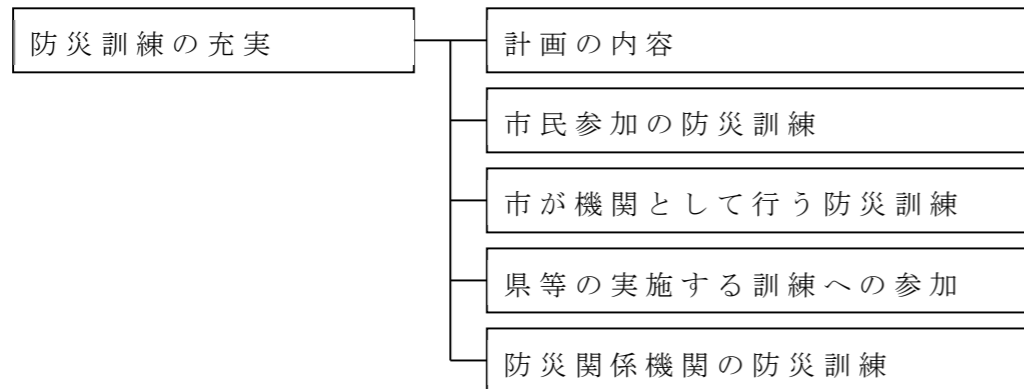 防災訓練の充実
計画の内容
市民参加の防災訓練
市が機関として行う防災訓練
県等の実施する訓練への参加
防災関係機関の防災訓練